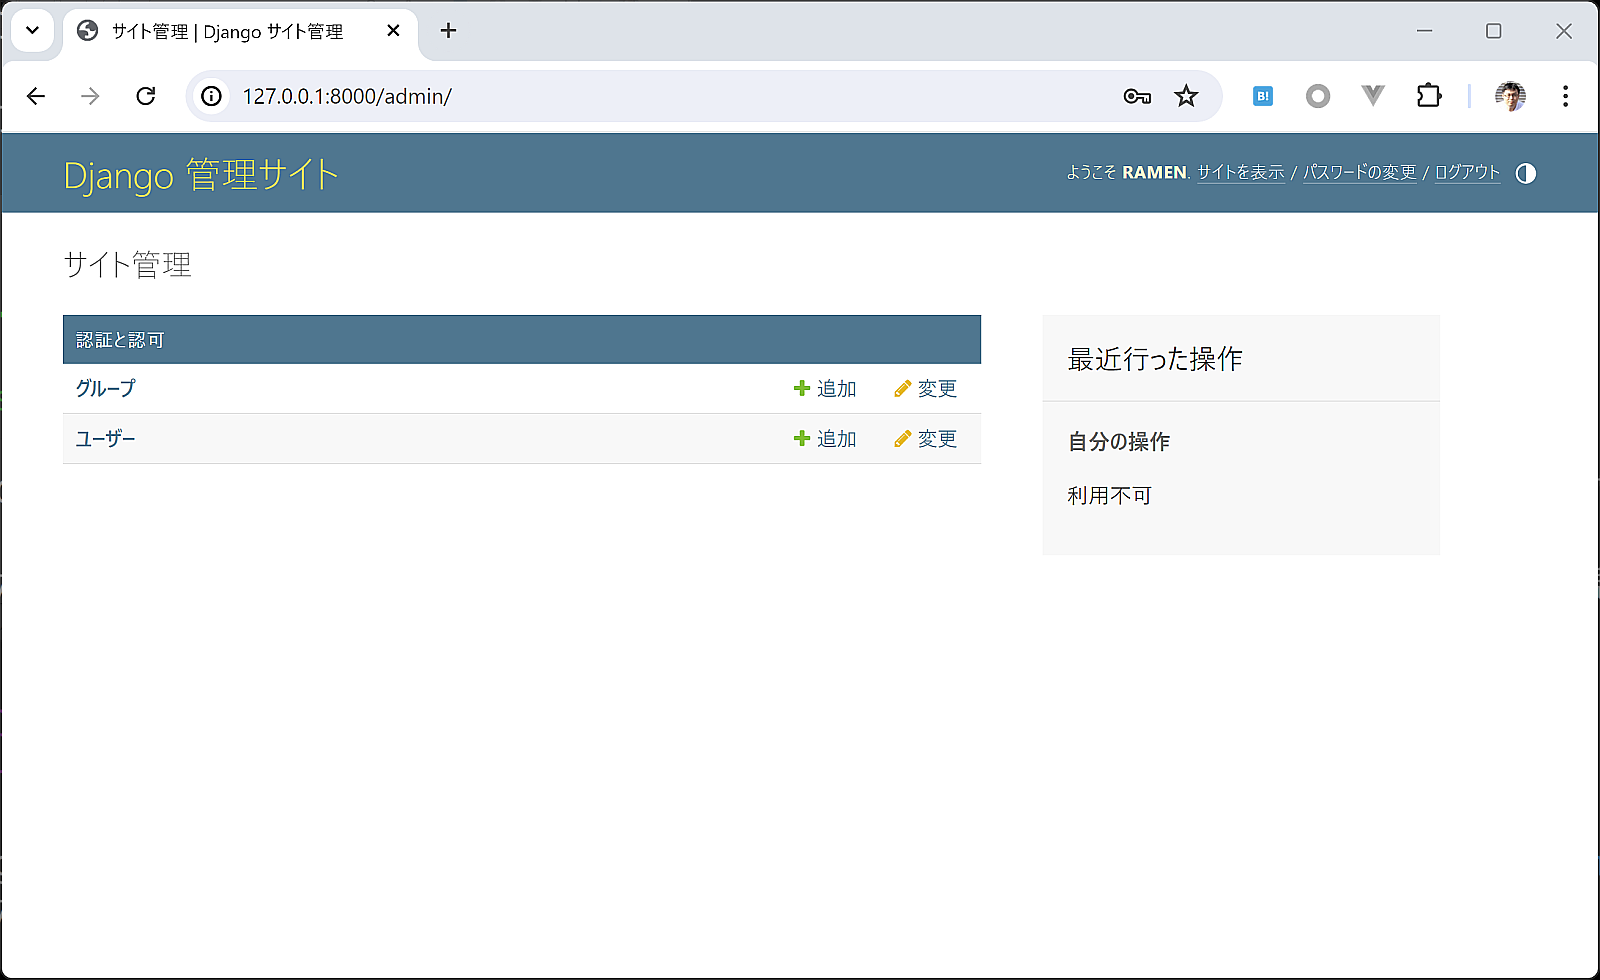 サイト管理 | Django サイト管理
127.0.0.1:8000/admin/
B!
Django 管理サイト
ようこそ RAMEN. サイトを表示 / パスワードの変更 / ログアウト
サイト管理
認証と認可
グループ 追加 変更
ユーザー 追加 変更
最近行った操作
自分の操作
利用不可